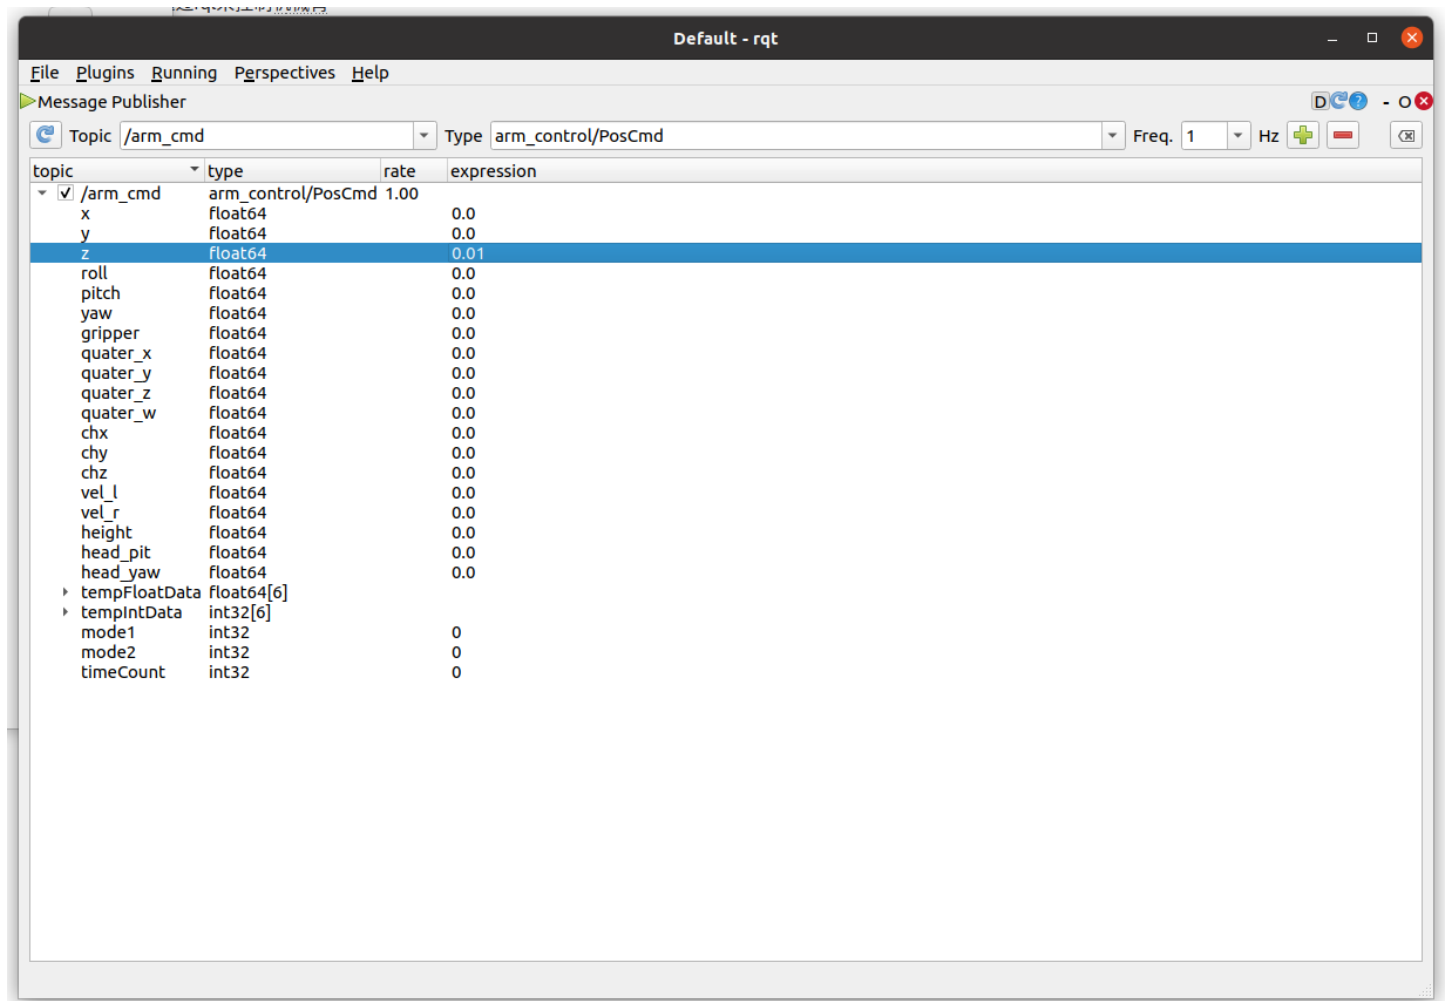 Default - rqt
File Plugins Running Perspectives Help
Message Publisher D ? - O
Topic /arm_cmd Type arm_control/PosCmd Freq. 1 Hz
topic type rate expression
/arm_cmd arm_control/PosCmd 1.00
x float64 0.0
y float64 0.0
z float64 0.01
roll float64 0.0
pitch float64 0.0
yaw float64 0.0
gripper float64 0.0
quater_x float64 0.0
quater_y float64 0.0
quater_z float64 0.0
quater_w float64 0.0
chx float64 0.0
chy float64 0.0
chz float64 0.0
vel_l float64 0.0
vel_r float64 0.0
height float64 0.0
head_pit float64 0.0
head_yaw float64 0.0
tempFloatData float64[6]
tempIntData int32[6]
mode1 int32 0
mode2 int32 0
timeCount int32 0